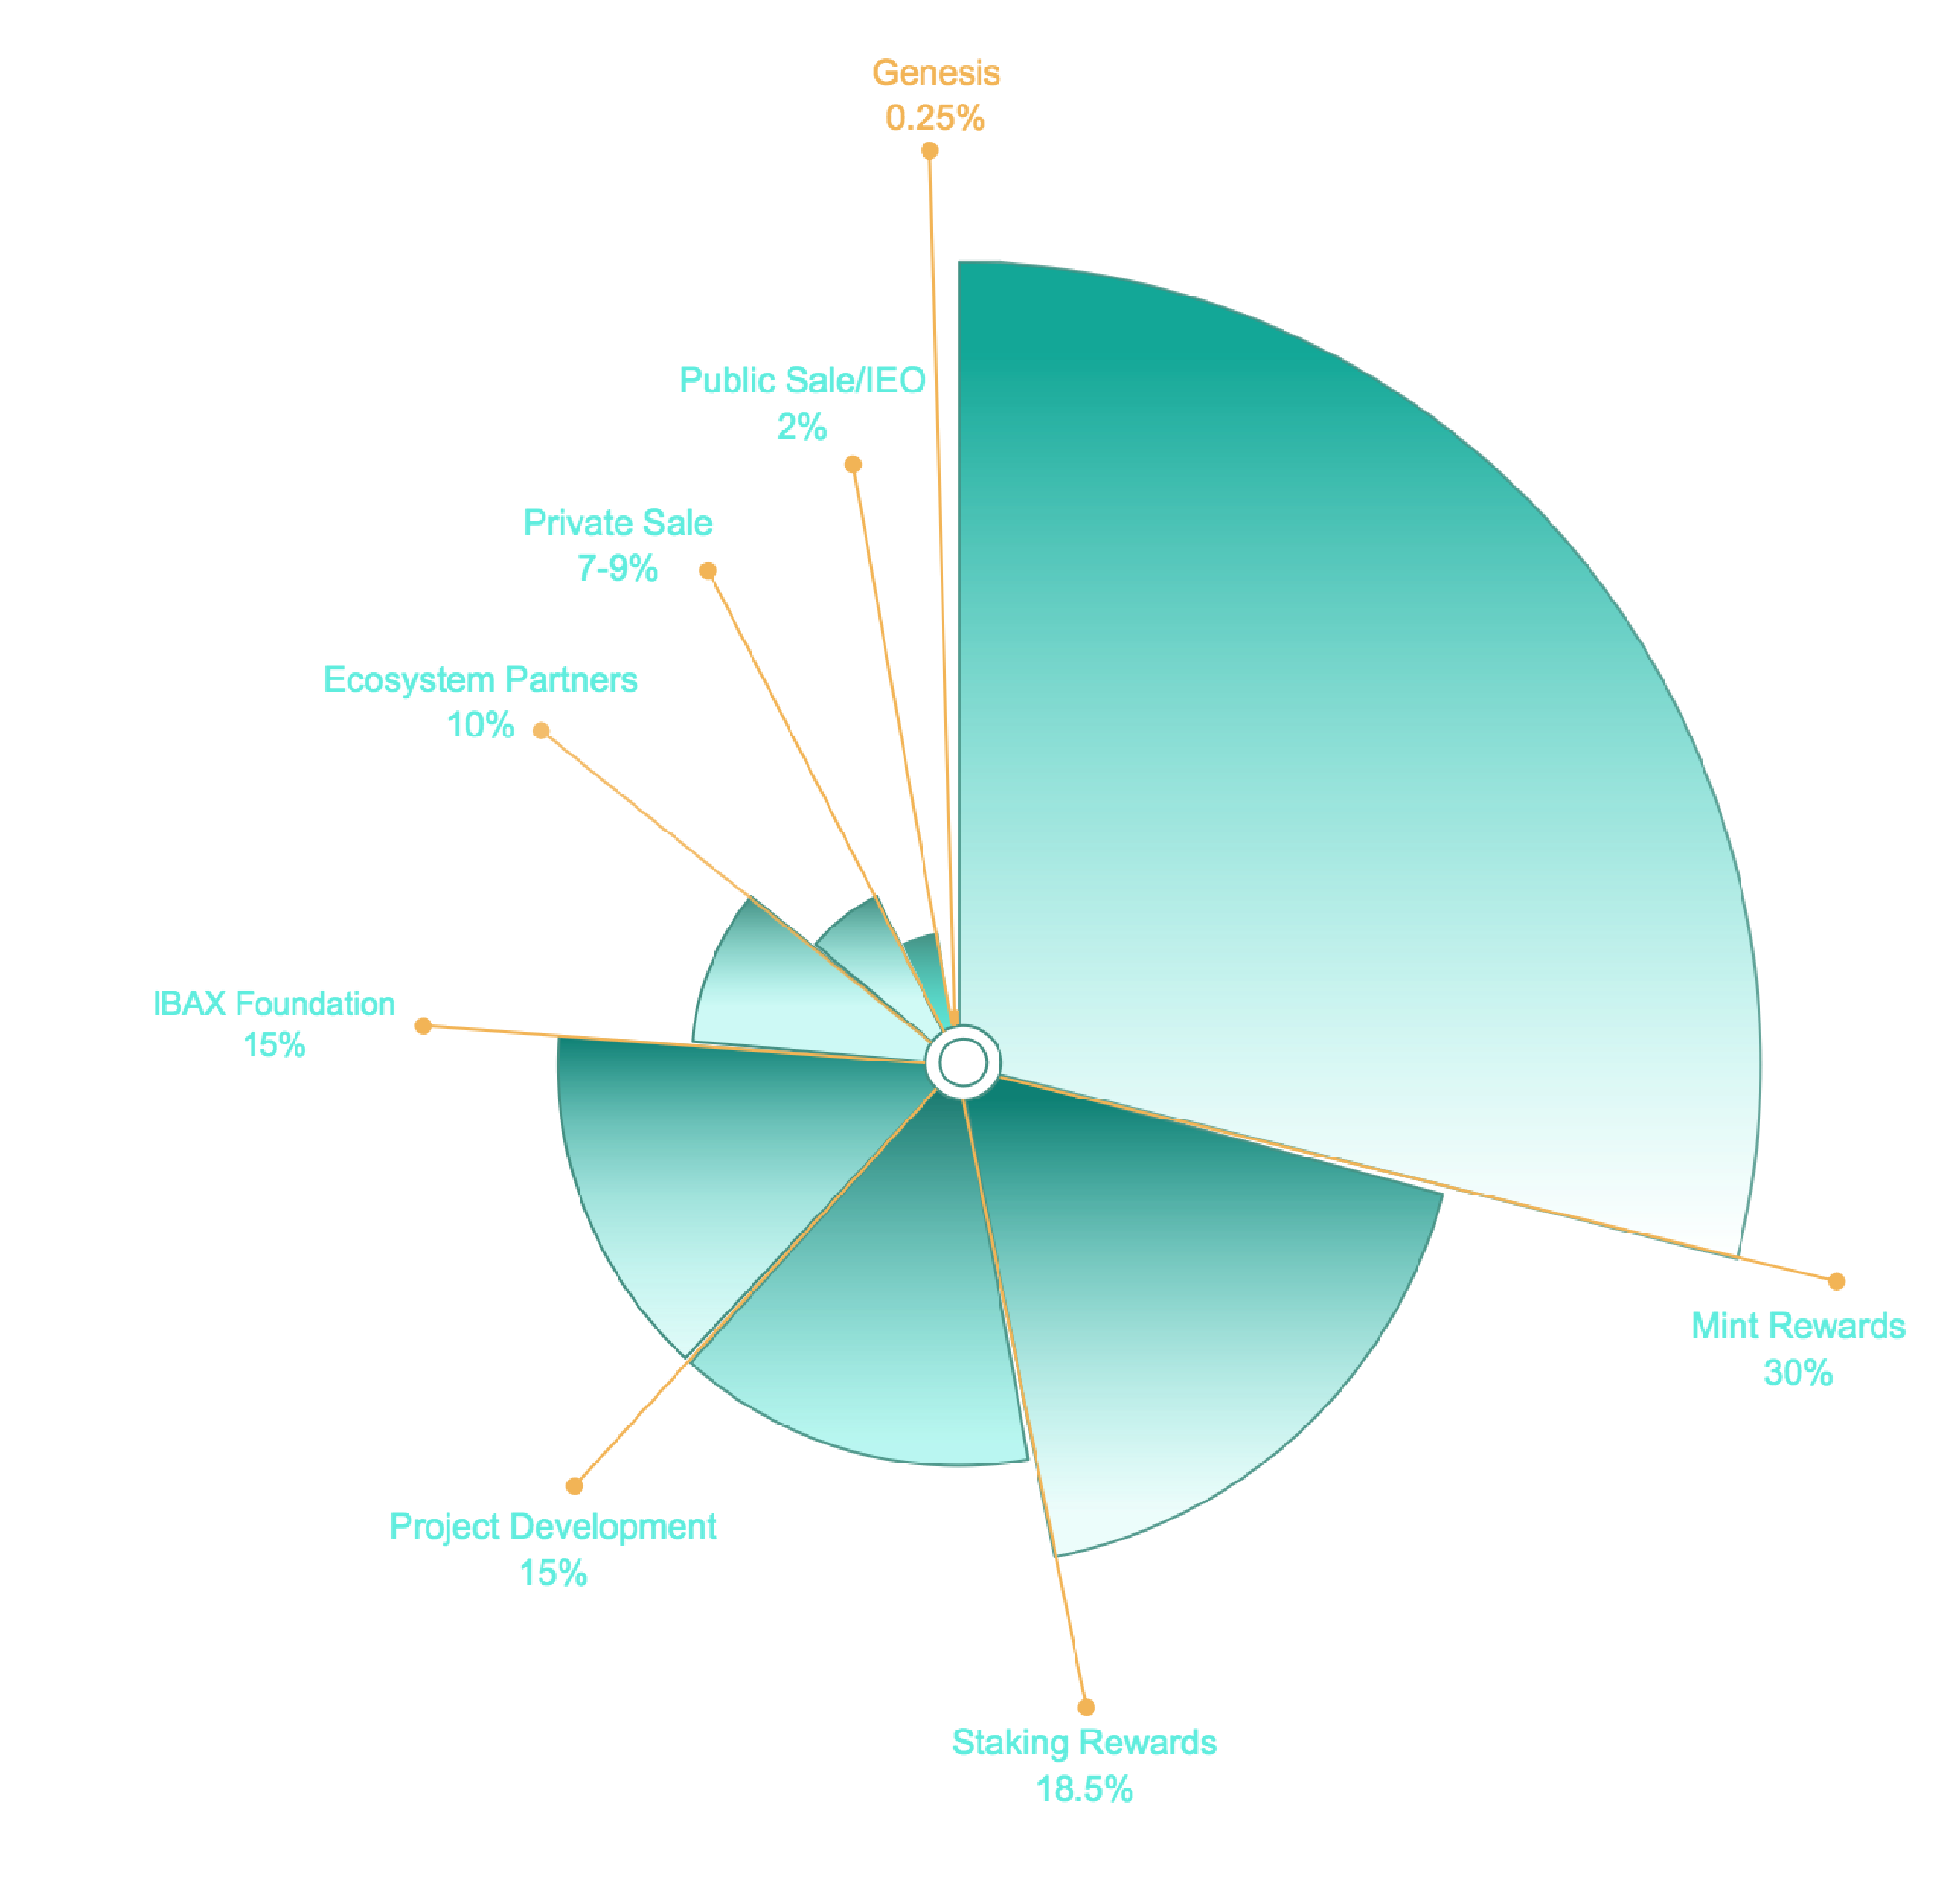 Genesis
0.25%
Public Sale/IEO
2%
Private Sale
7-9%
Ecosystem Partners
10%
IBAX Foundation
15%
Mint Rewards
30%
Project Development
15%
Staking Rewards
18.5%